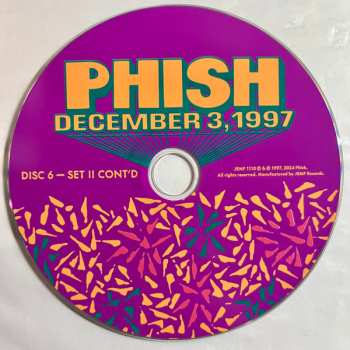 PHISH
DECEMBER 3, 1997
DISC 6 — SET II CONT'D
JEMP 1110 ℗ & © 1997, 2024 Phish.
All rights reserved. Manufactured by JEMP Records.